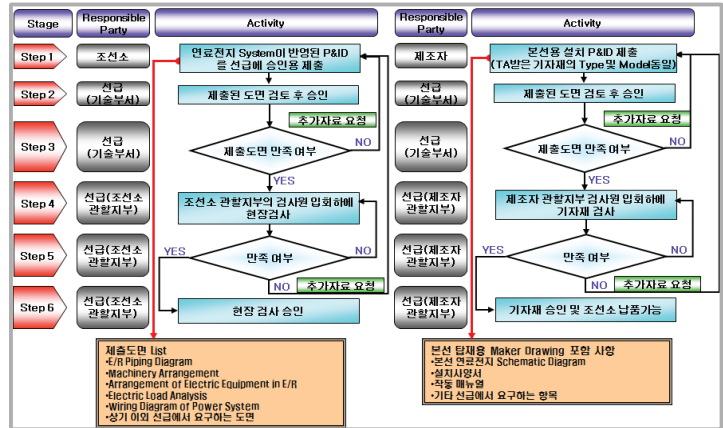 Stage
Responsible
Party
Activity
Responsible
Party
Activity
Step 1
조선소
연료전지 System이 반영된 P&ID
를 선급에 승인용 제출
제조자
본선용 설치 P&ID 제출
(TA받은 기자재의 Type 및 Model동일)
Step 2
선급
(기술부서)
제출된 도면 검토 후 승인
선급
(기술부서)
제출된 도면 검토 후 승인
추가자료 요청
추가자료 요청
Step 3
선급
(기술부서)
제출도면 만족 여부
NO
YES
선급
(기술부서)
제출도면 만족 여부
NO
YES
Step 4
선급(조선소
관할지부)
조선소 관할지부의 검사원 입회하에
현장검사
선급(제조자
관할지부)
제조자 관할지부 검사원 입회하에
기자재 검사
Step 5
선급(조선소
관할지부)
YES
만족 여부
NO
NO
추가자료 요청
선급(제조자
관할지부)
YES
만족 여부
NO
NO
추가자료 요청
Step 6
선급(조선소
관할지부)
현장 검사 승인
선급(제조자
관할지부)
기자재 승인 및 조선소 납품가능
제출도면 List
•E/R Piping Diagram
•Machinery Arrangement
•Arrangement of Electric Equipment in E/R
•Electric Load Analysis
•Wiring Diagram of Power System
•상기 이외 선급에서 요구하는 도면
본선 탑재용 Maker Drawing 포함 사항
•본선 연료전지 Schematic Diagram
•설치사양서
•작동 매뉴열
•기타 선급에서 요구하는 항목